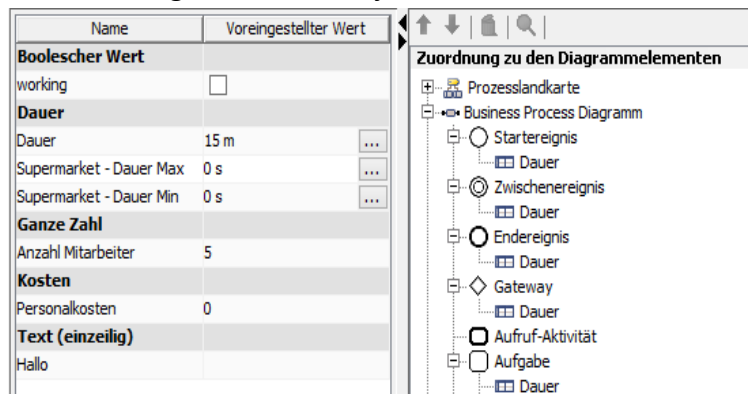 Name Voreingestellter Wert
Boolescher Wert
working
Dauer
Dauer 15 m ...
Supermarket - Dauer Max 0 s ...
Supermarket - Dauer Min 0 s ...
Ganze Zahl
Anzahl Mitarbeiter 5
Kosten
Personalkosten 0
Text (einzeilig)
Hallo
Zuordnung zu den Diagrammelementen
Prozesslandkarte
Business Process Diagramm
Startereignis
Dauer
Zwischenereignis
Dauer
Endereignis
Dauer
Gateway
Dauer
Aufruf-Aktivität
Aufgabe
Dauer